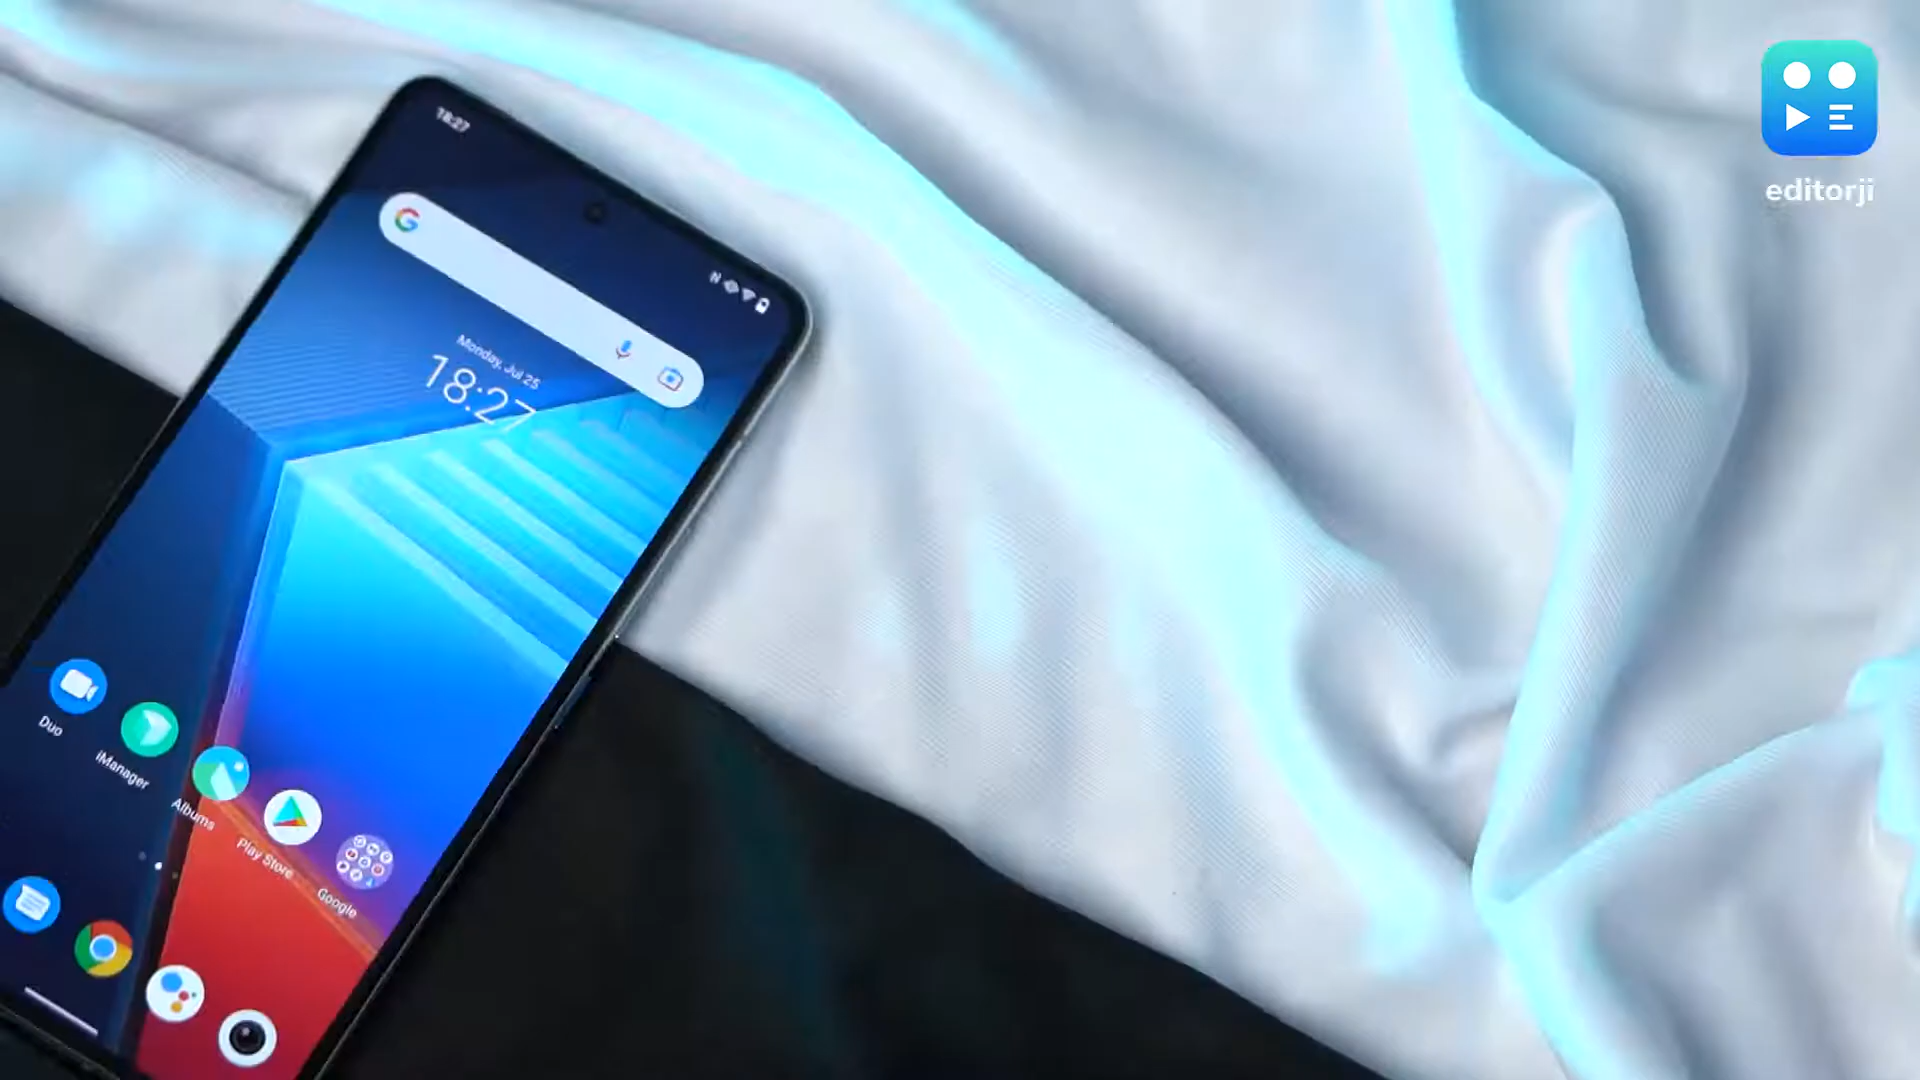 18:27
N
Monday, Jul 25
18:27
Duo
iManager
Albums
Play Store
Google
editorji